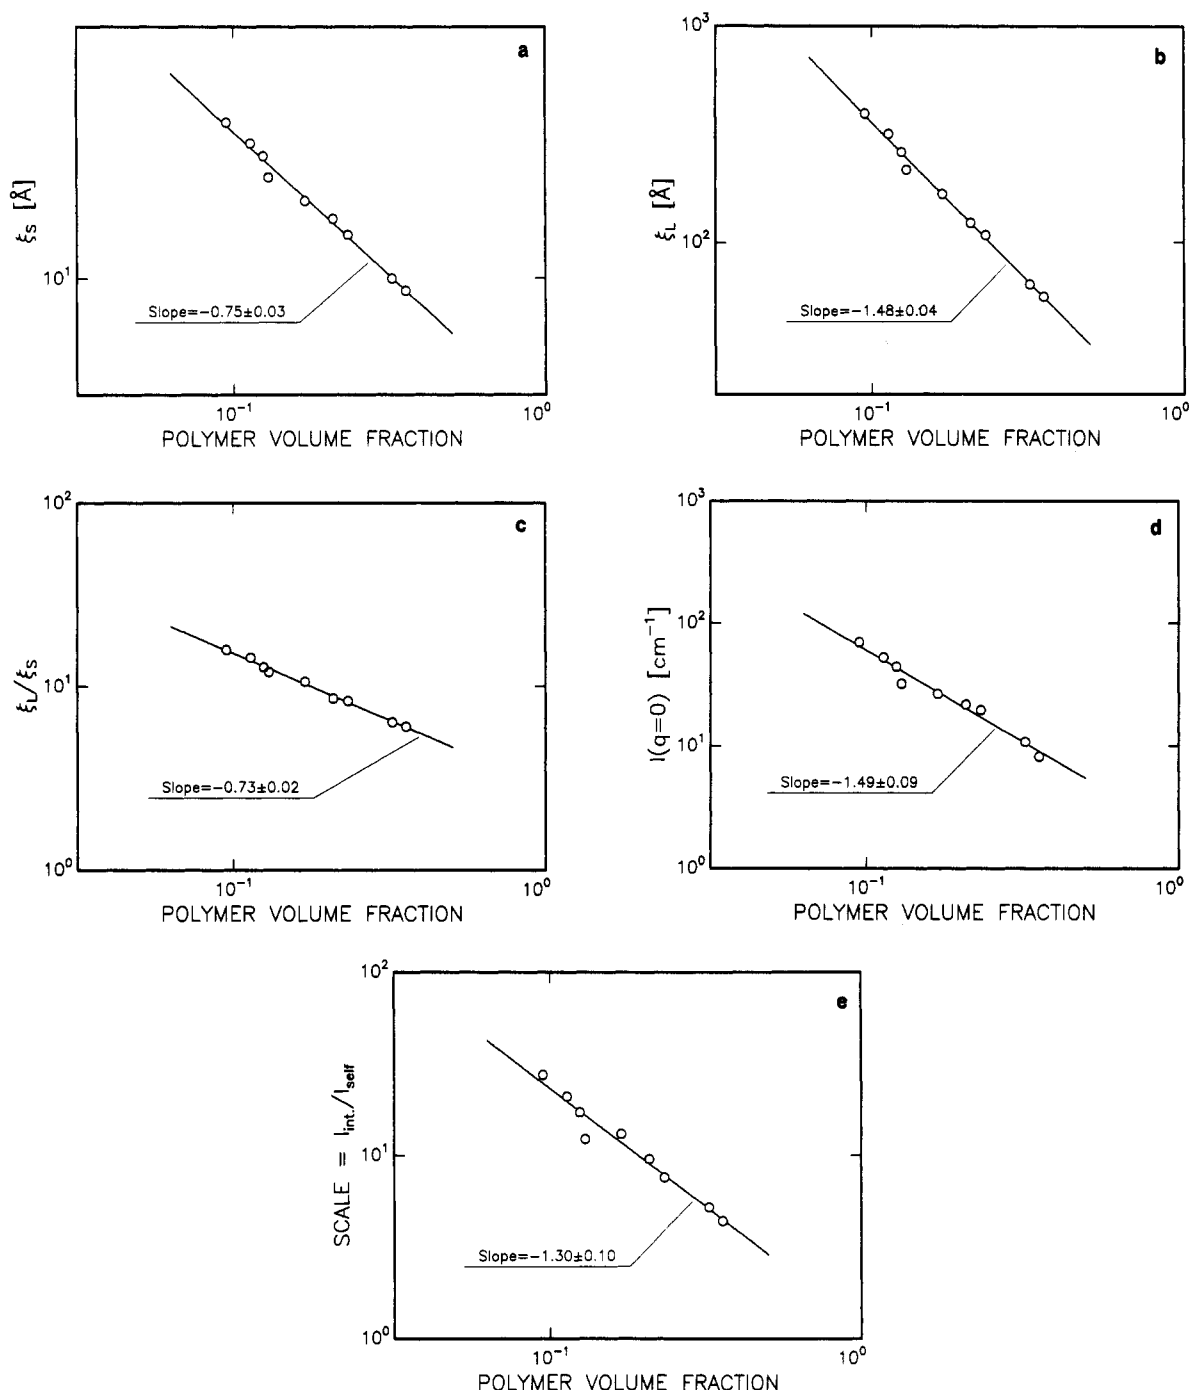 a
ξS [Å]
10¹
Slope=−0.75±0.03
10⁻¹
10⁰
POLYMER VOLUME FRACTION
10³
b
ξL [Å]
10²
Slope=−1.48±0.04
10⁻¹
10⁰
POLYMER VOLUME FRACTION
10²
c
ξL/ξS
10¹
Slope=−0.73±0.02
10⁰
10⁻¹
10⁰
POLYMER VOLUME FRACTION
10³
d
10²
I(q=0) [cm⁻¹]
10¹
Slope=−1.49±0.09
10⁰
10⁻¹
10⁰
POLYMER VOLUME FRACTION
10²
e
SCALE = Iint./Iself
10¹
Slope=−1.30±0.10
10⁰
10⁻¹
10⁰
POLYMER VOLUME FRACTION